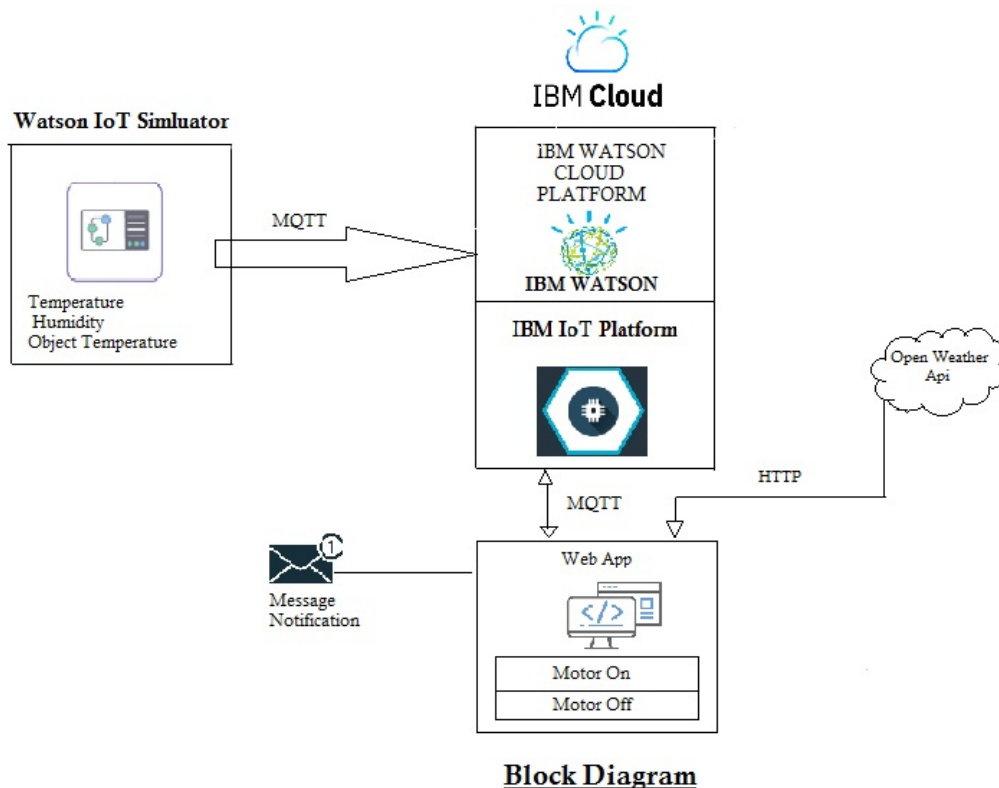 IBM Cloud
Watson IoT Simluator
IBM WATSON
CLOUD
PLATFORM
MQTT
IBM WATSON
Temperature
Humidity
Object Temperature
IBM IoT Platform
Open Weather
Api
HTTP
MQTT
1
Message
Notification
Web App
</>
Motor On
Motor Off
Block Diagram